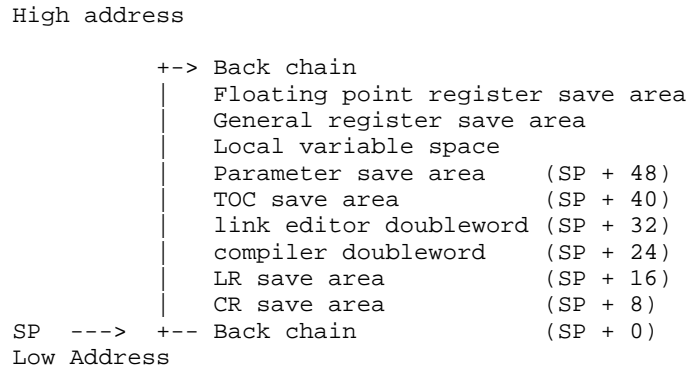 High address
+-> Back chain
| Floating point register save area
| General register save area
| Local variable space
| Parameter save area (SP + 48)
| TOC save area (SP + 40)
| link editor doubleword (SP + 32)
| compiler doubleword (SP + 24)
| LR save area (SP + 16)
| CR save area (SP + 8)
SP ---> +-- Back chain (SP + 0)
Low Address